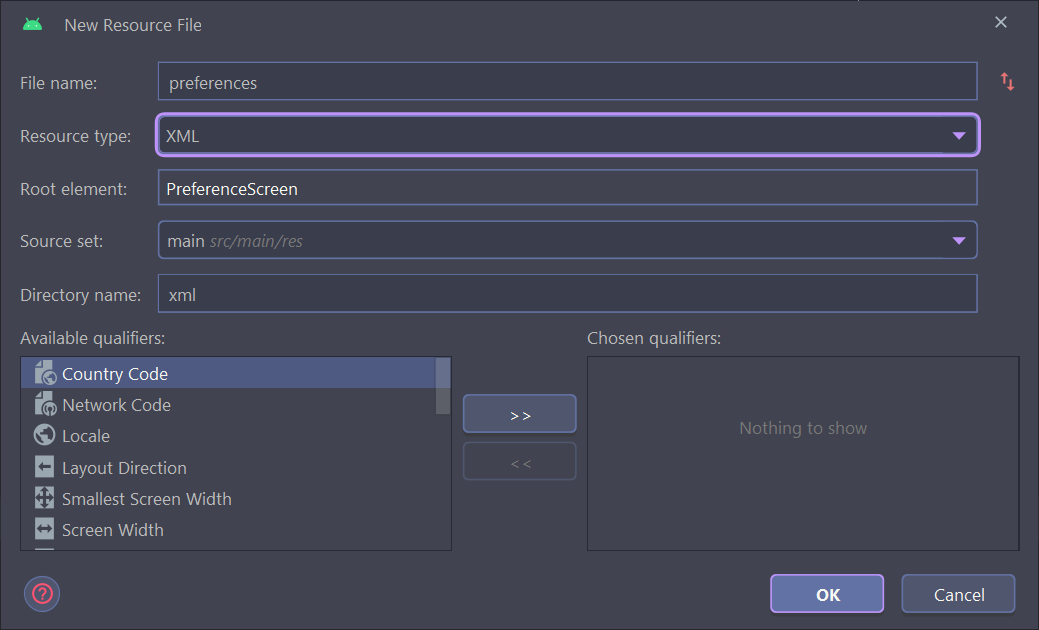 New Resource File
File name: preferences
Resource type: XML
Root element: PreferenceScreen
Source set: main src/main/res
Directory name: xml
Available qualifiers:
Chosen qualifiers:
Country Code
Network Code
Locale
Layout Direction
Smallest Screen Width
Screen Width
>>
<<
Nothing to show
?
OK
Cancel